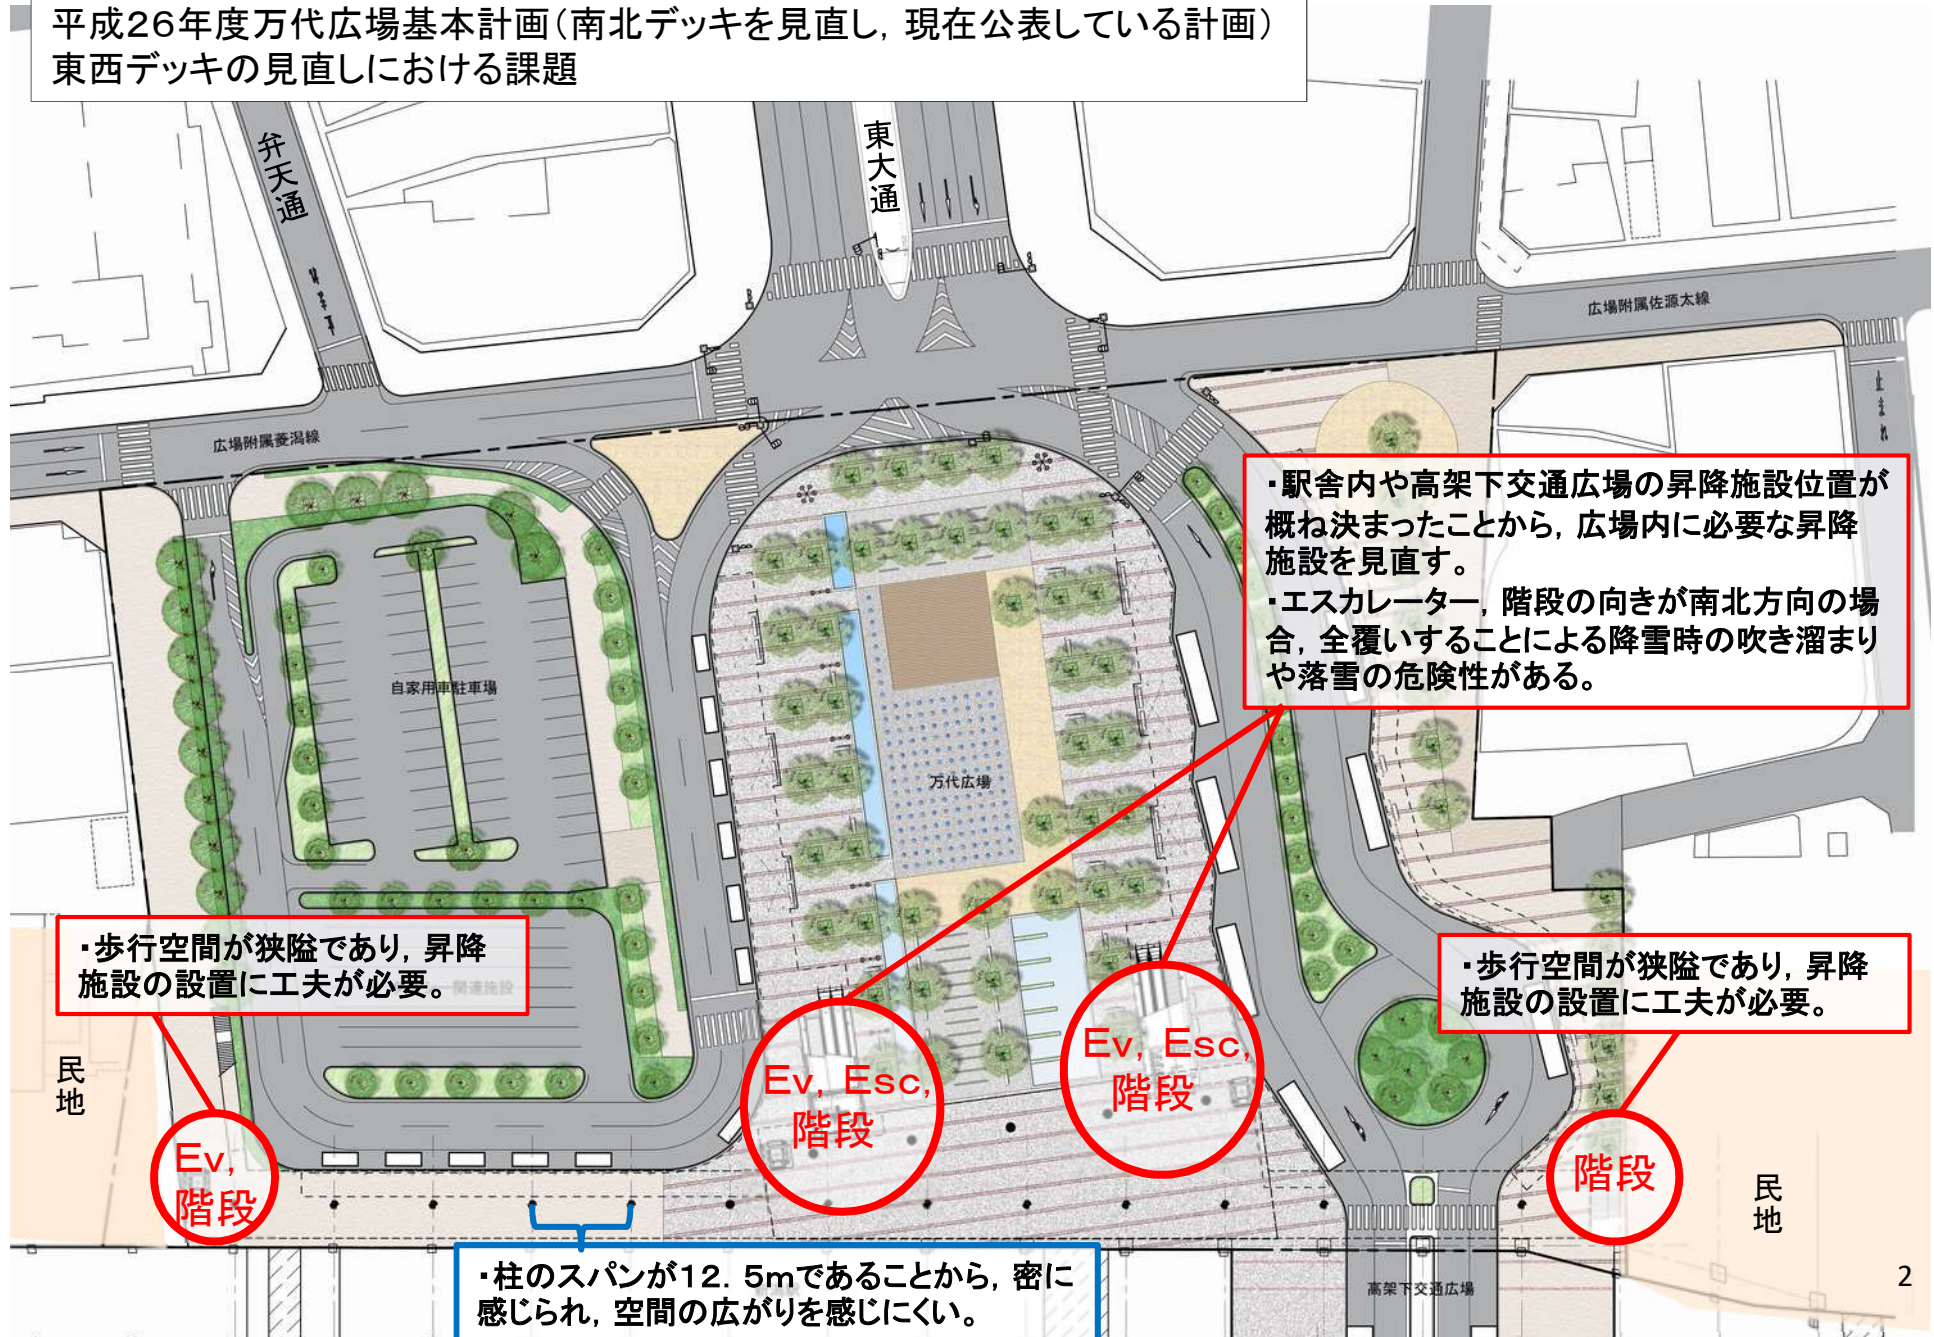 平成26年度万代広場基本計画(南北デッキを見直し,現在公表している計画)
東西デッキの見直しにおける課題
弁天通
東大通
止まれ
広場附属佐源太線
止まれ
広場附属菱潟線
・駅舎内や高架下交通広場の昇降施設位置が
概ね決まったことから,広場内に必要な昇降
施設を見直す。
・エスカレーター,階段の向きが南北方向の場
合,全覆いすることによる降雪時の吹き溜まり
や落雪の危険性がある。
自家用車駐車場
万代広場
・歩行空間が狭隘であり,昇降
施設の設置に工夫が必要。
関連施設
・歩行空間が狭隘であり,昇降
施設の設置に工夫が必要。
民地
Ev,
階段
Ev, Esc,
階段
Ev, Esc,
階段
階段
民地
・柱のスパンが12.5mであることから,密に
感じられ,空間の広がりを感じにくい。
高架下交通広場
2